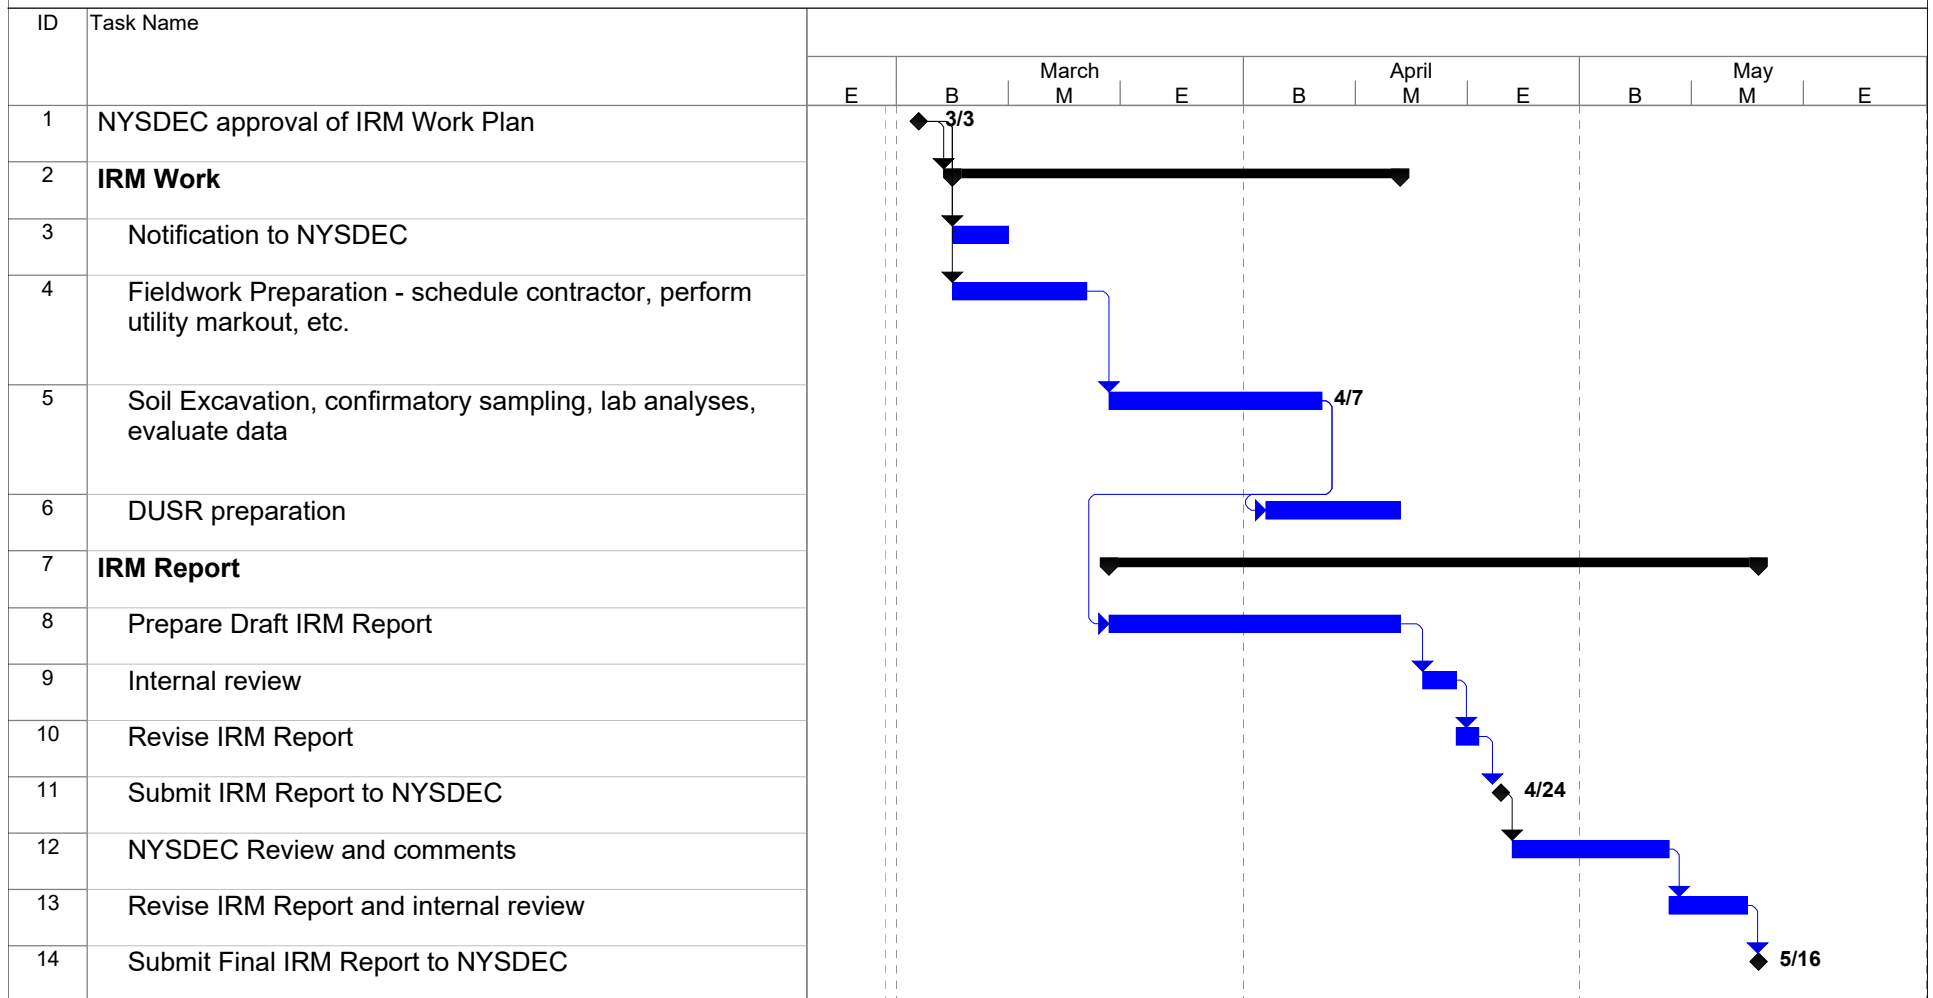 ID Task Name
March April May
E B M E B M E B M E
1 NYSDEC approval of IRM Work Plan 3/3
2 IRM Work
3 Notification to NYSDEC
4 Fieldwork Preparation - schedule contractor, perform
utility markout, etc.
5 Soil Excavation, confirmatory sampling, lab analyses, 4/7
evaluate data
6 DUSR preparation
7 IRM Report
8 Prepare Draft IRM Report
9 Internal review
10 Revise IRM Report
11 Submit IRM Report to NYSDEC 4/24
12 NYSDEC Review and comments
13 Revise IRM Report and internal review
14 Submit Final IRM Report to NYSDEC 5/16